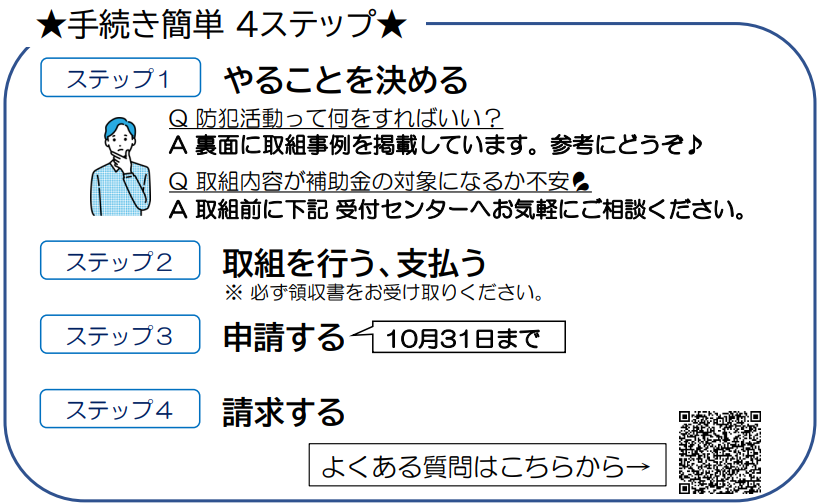 ★手続き簡単 4ステップ★
ステップ1
やることを決める
Q 防犯活動って何をすればいい？
A 裏面に取組事例を掲載しています。参考にどうぞ♪
Q 取組内容が補助金の対象になるか不安
A 取組前に下記 受付センターへお気軽にご相談ください。
ステップ2
取組を行う、支払う
※ 必ず領収書をお受け取りください。
ステップ3
申請する
10月31日まで
ステップ4
請求する
よくある質問はこちらから→